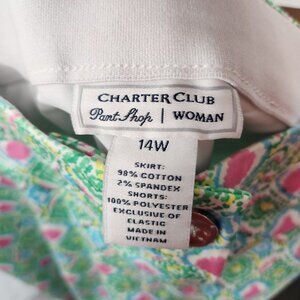 CHARTER CLUB
Pant Shop | WOMAN
14W
SKIRT:
98% COTTON
2% SPANDEX
SHORTS:
100% POLYESTER
EXCLUSIVE OF
ELASTIC
MADE IN
VIETNAM